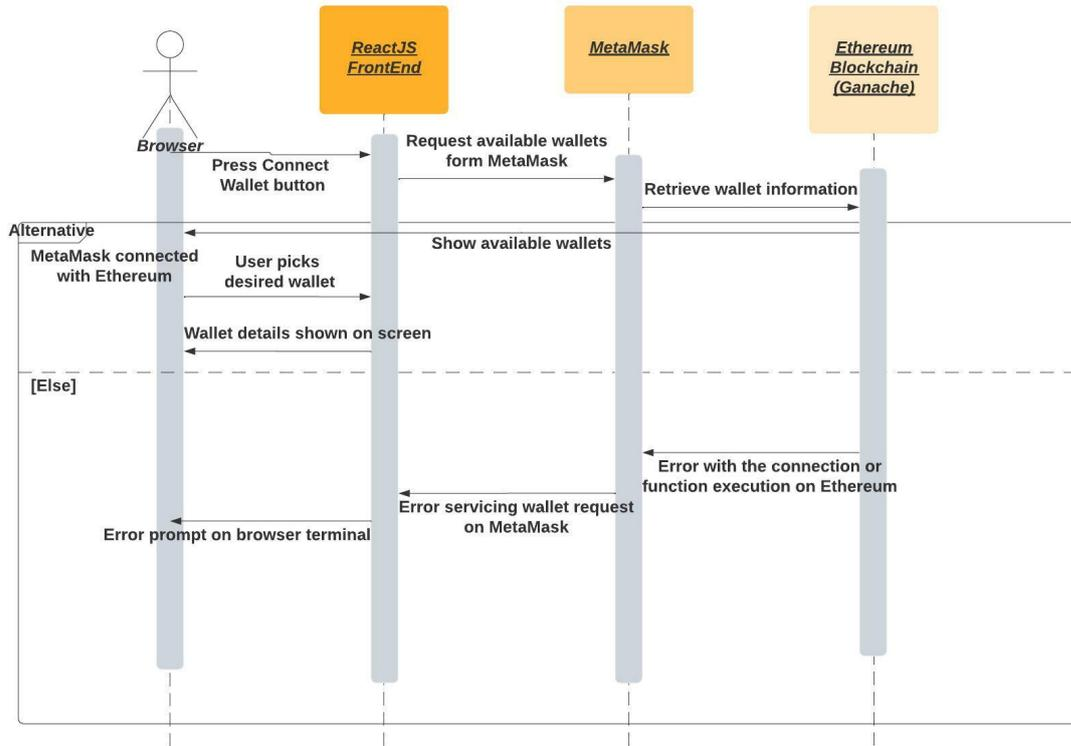 ReactJS
FrontEnd
MetaMask
Ethereum
Blockchain
(Ganache)
Browser
Press Connect
Wallet button
Request available wallets
form MetaMask
Retrieve wallet information
Alternative
Show available wallets
MetaMask connected
with Ethereum
User picks
desired wallet
Wallet details shown on screen
[Else]
Error with the connection or
function execution on Ethereum
Error servicing wallet request
on MetaMask
Error prompt on browser terminal